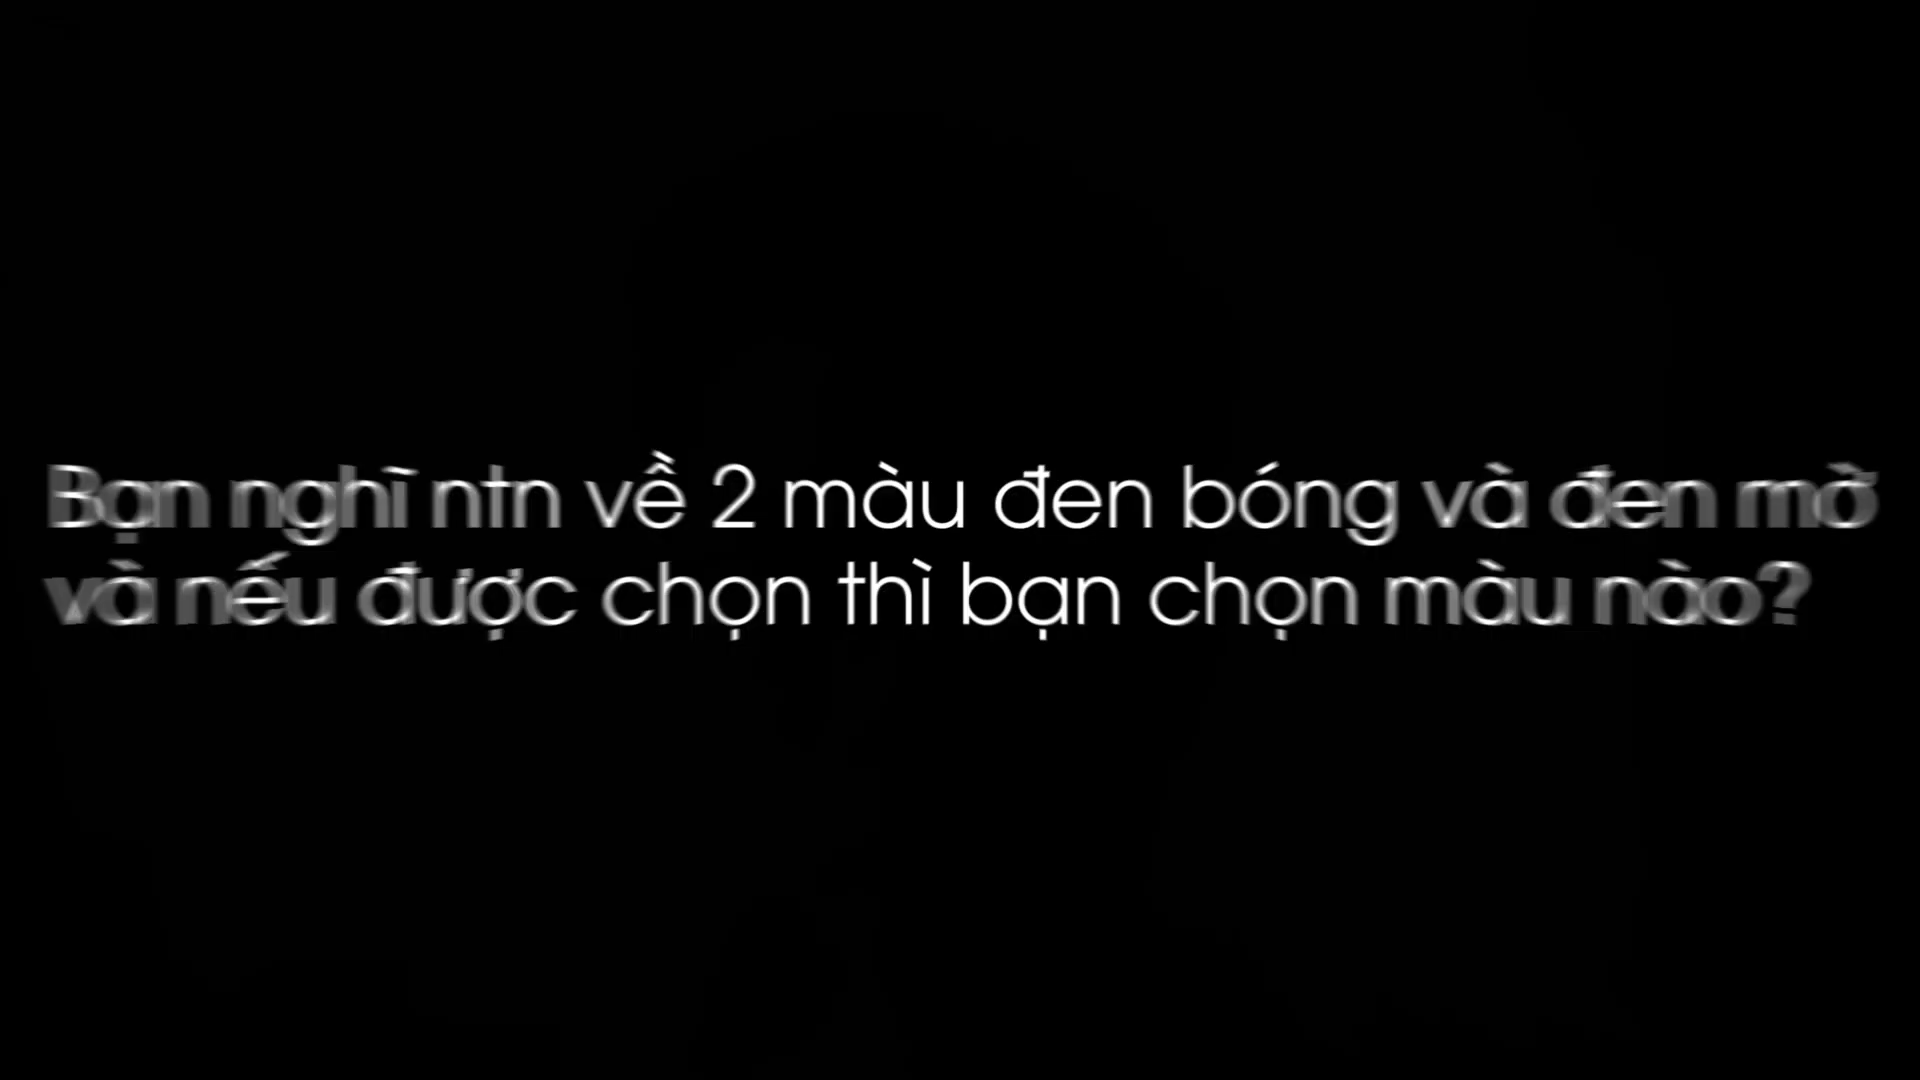 Bạn nghĩ ntn về 2 màu đen bóng và đen mờ
và nếu được chọn thì bạn chọn màu nào?